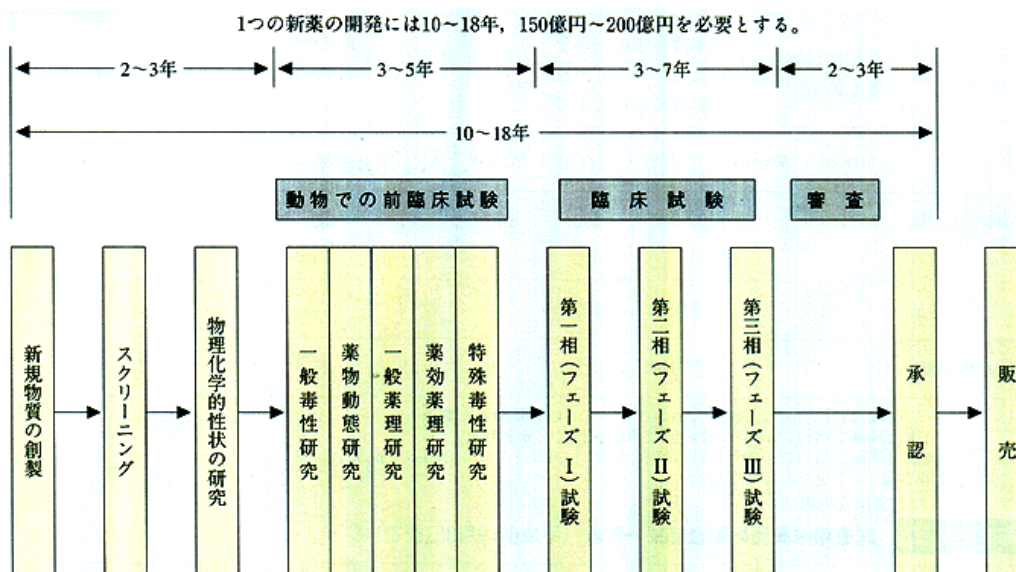 1つの新薬の開発には10～18年，150億円～200億円を必要とする。
2～3年
3～5年
3～7年
2～3年
10～18年
動物での前臨床試験
臨床試験
審査
新規物質の創製
スクリーニング
物理化学的性状の研究
一般毒性研究
薬物動態研究
一般薬理研究
薬効薬理研究
特殊毒性研究
第一相(フェーズ I)試験
第二相(フェーズ II)試験
第三相(フェーズ III)試験
承認
販売